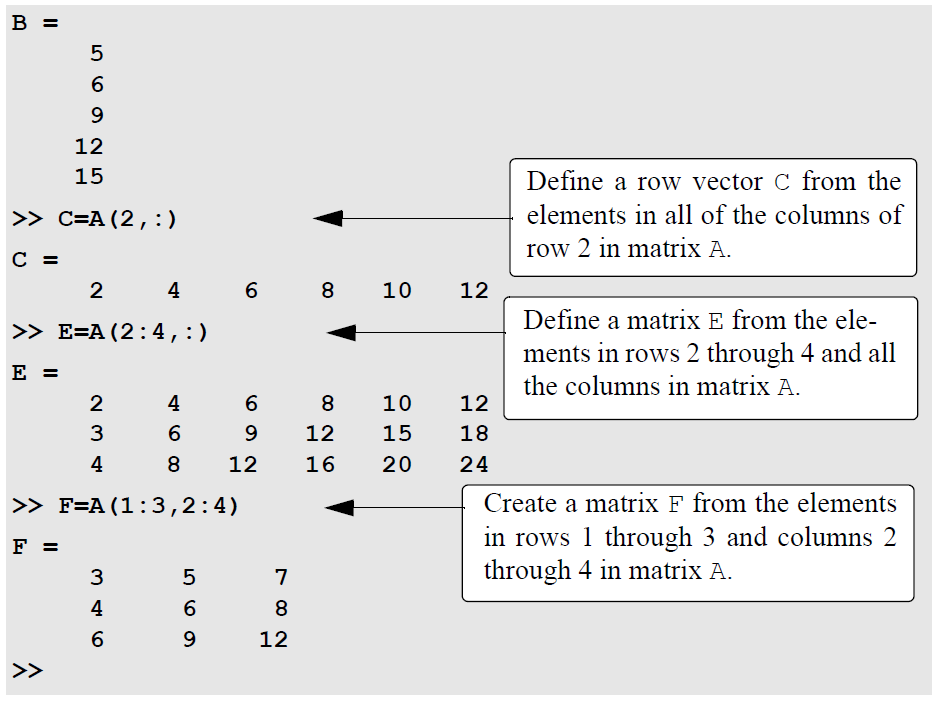 B =
5
6
9
12
15
>> C=A(2,:)
Define a row vector C from the
elements in all of the columns of
row 2 in matrix A.
C =
2 4 6 8 10 12
>> E=A(2:4,:)
Define a matrix E from the ele-
ments in rows 2 through 4 and all
the columns in matrix A.
E =
2 4 6 8 10 12
3 6 9 12 15 18
4 8 12 16 20 24
>> F=A(1:3,2:4)
Create a matrix F from the elements
in rows 1 through 3 and columns 2
through 4 in matrix A.
F =
3 5 7
4 6 8
6 9 12
>>